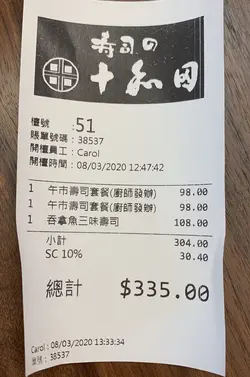 寿司の
十和田
檯號 :51
賬單號碼 :38537
開檯員工 :Carol
開檯時間 :08/03/2020 12:47:42
1 午市壽司套餐(廚師發辦) 98.00
1 午市壽司套餐(廚師發辦) 98.00
1 吞拿魚三味壽司 108.00
小計 304.00
SC 10% 30.40
總計 $335.00
Carol:08/03/2020 13:33:34
單號:38537